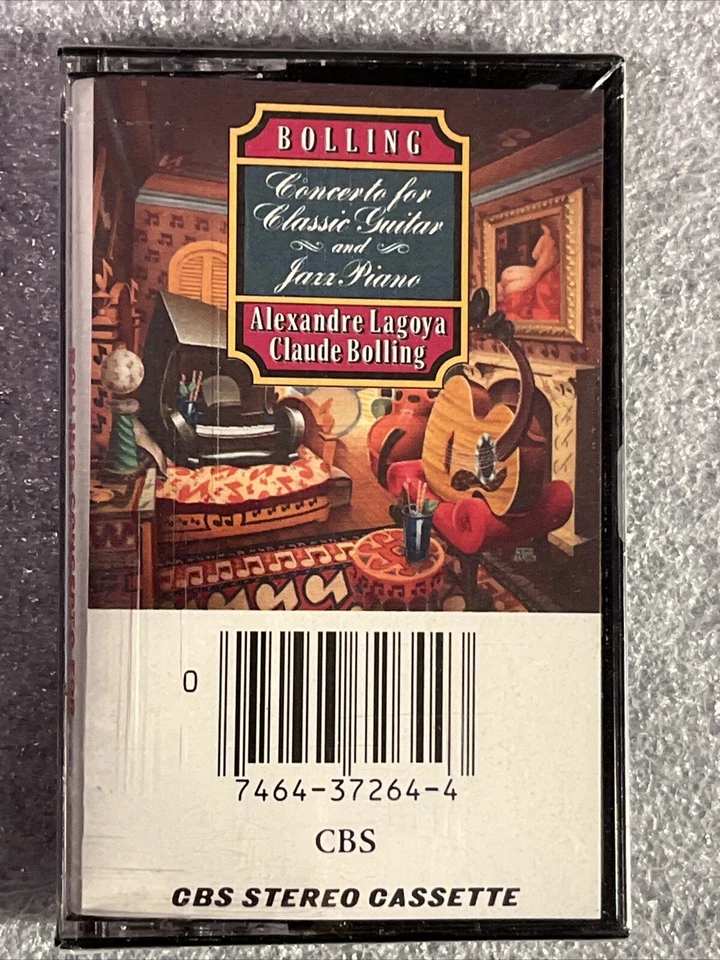 BOLLING
Concerto for
Classic Guitar
and
Jazz Piano
Alexandre Lagoya
Claude Bolling
0
7464-37264-4
CBS
CBS STEREO CASSETTE